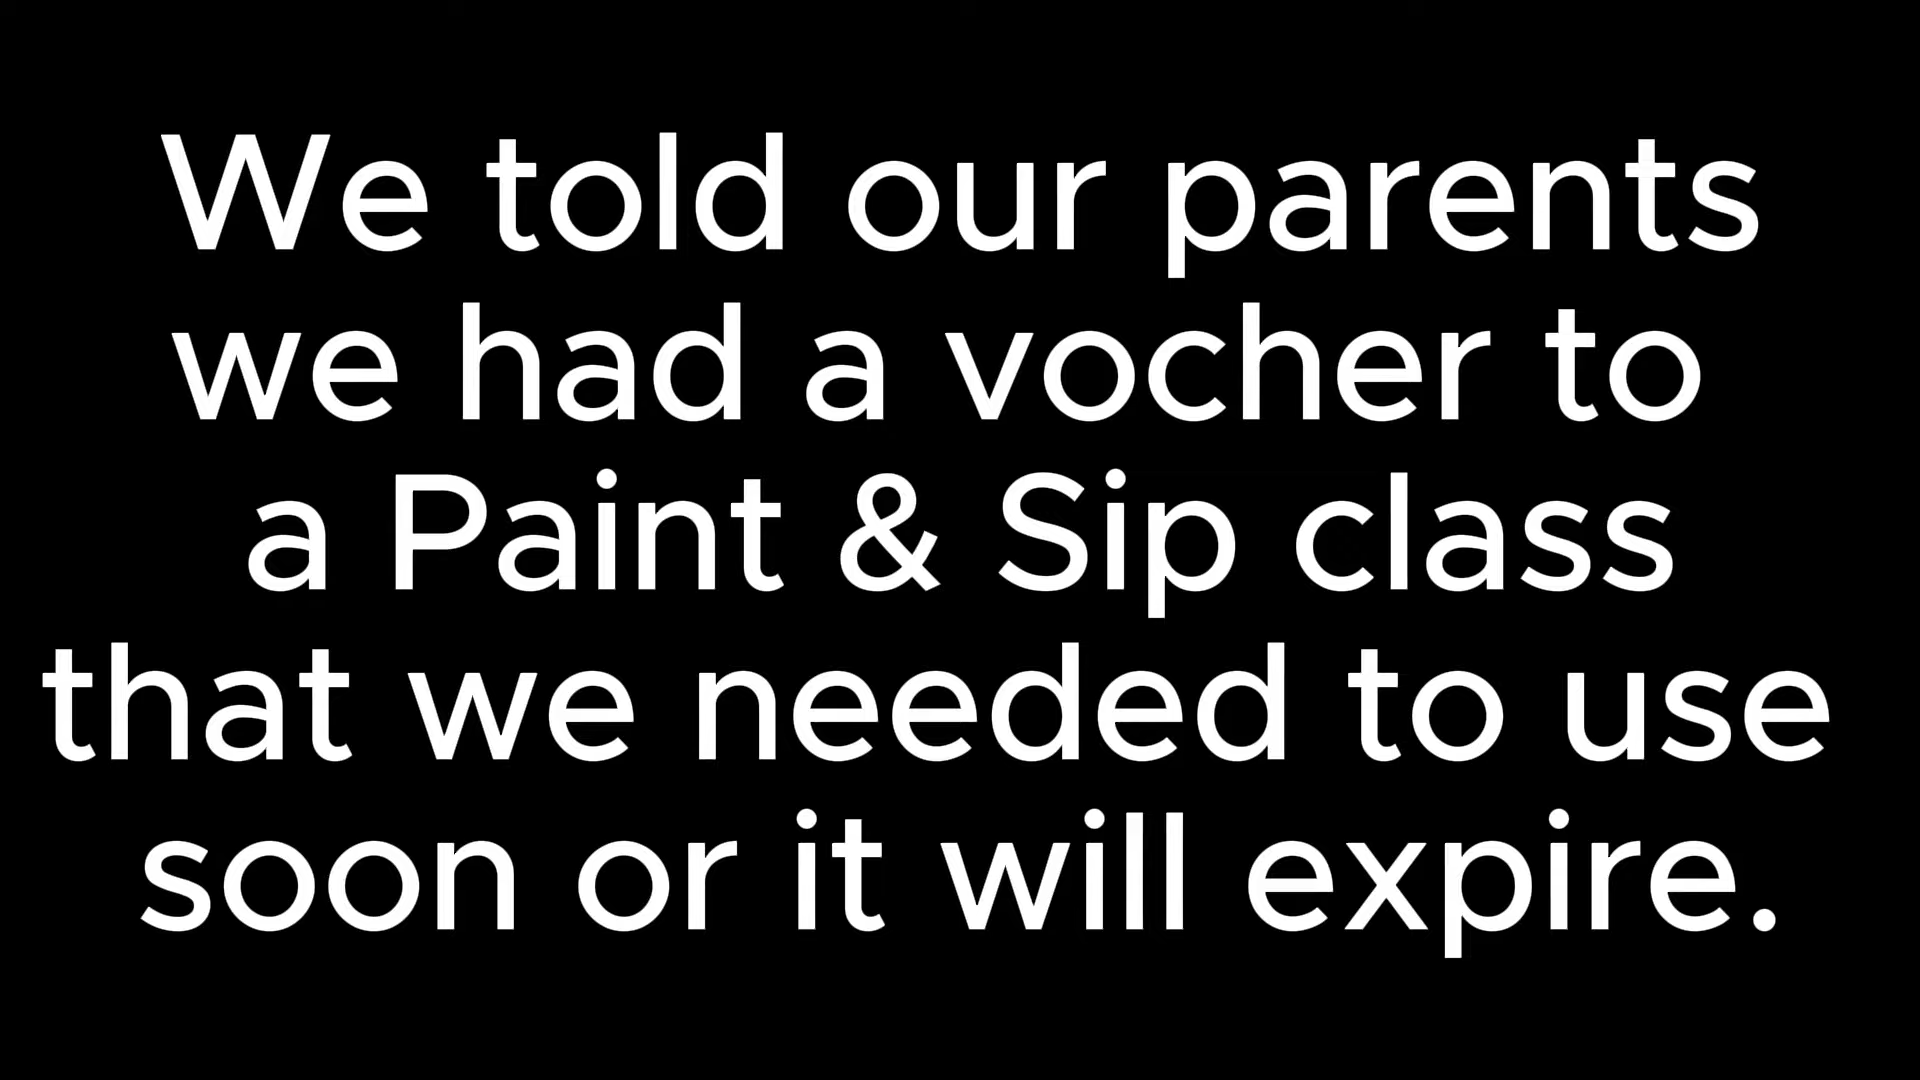 We told our parents
we had a vocher to
a Paint & Sip class
that we needed to use
soon or it will expire.